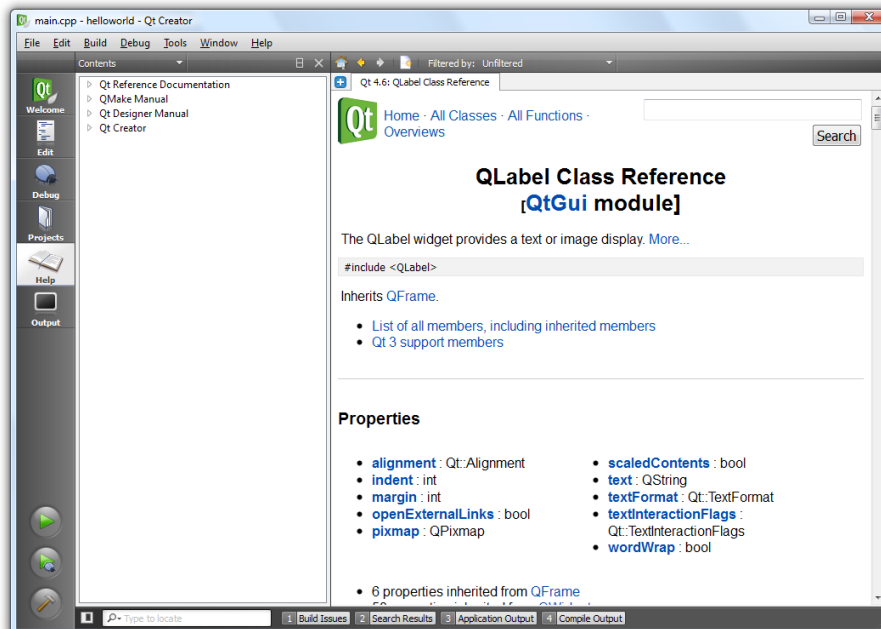 main.cpp - helloworld - Qt Creator
File Edit Build Debug Tools Window Help
Contents
Filtered by: Unfiltered
Qt Reference Documentation
QMake Manual
Qt Designer Manual
Qt Creator
Qt
Welcome
Edit
Debug
Projects
Help
Output
Qt 4.6: QLabel Class Reference
Qt
Home · All Classes · All Functions ·
Overviews
Search
QLabel Class Reference
[QtGui module]
The QLabel widget provides a text or image display. More...
#include <QLabel>
Inherits QFrame.
List of all members, including inherited members
Qt 3 support members
Properties
alignment : Qt::Alignment
indent : int
margin : int
openExternalLinks : bool
pixmap : QPixmap
scaledContents : bool
text : QString
textFormat : Qt::TextFormat
textInteractionFlags :
Qt::TextInteractionFlags
wordWrap : bool
6 properties inherited from QFrame
Type to locate
1 Build Issues 2 Search Results 3 Application Output 4 Compile Output